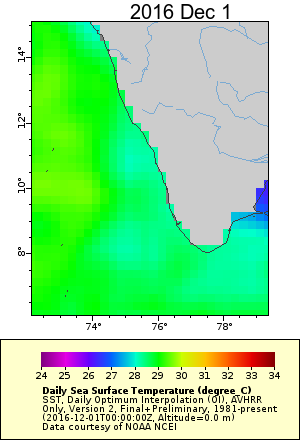 2016 Dec 1
14°
12°
10°
8°
74° 76° 78°
24 25 26 27 28 29 30 31 32 33 34
Daily Sea Surface Temperature (degree_C)
SST, Daily Optimum Interpolation (OI), AVHRR
Only, Version 2, Final+Preliminary, 1981-present
(2016-12-01T00:00:00Z, Altitude=0.0 m)
Data courtesy of NOAA NCEI